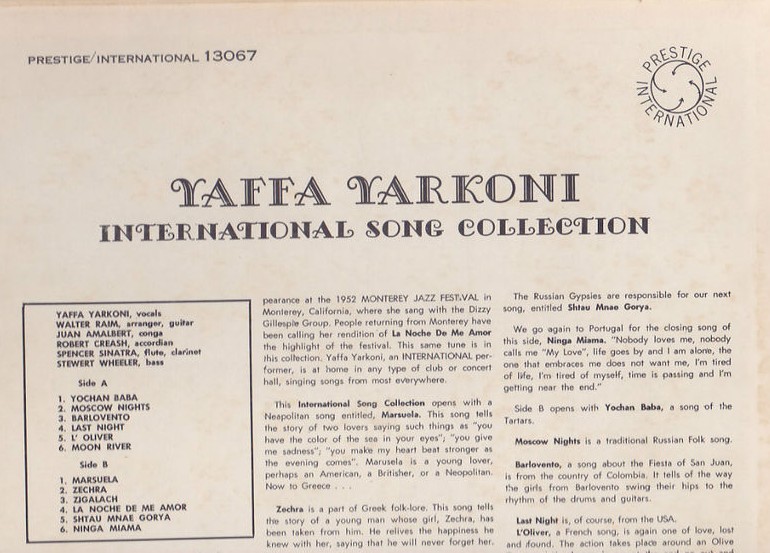 PRESTIGE/INTERNATIONAL 13067
PRESTIGE
INTERNATIONAL
YAFFA YARKONI
INTERNATIONAL SONG COLLECTION
YAFFA YARKONI, vocals
WALTER RAIM, arranger, guitar
JUAN AMALBERT, conga
ROBERT CREASH, accordian
SPENCER SINATRA, flute, clarinet
STEWERT WHEELER, bass
Side A
1. YOCHAN BABA
2. MOSCOW NIGHTS
3. BARLOVENTO
4. LAST NIGHT
5. L' OLIVER
6. MOON RIVER
Side B
1. MARSUELA
2. ZECHRA
3. ZIGALACH
4. LA NOCHE DE ME AMOR
5. SHTAU MNAE GORYA
6. NINGA MIAMA
pearance at the 1952 MONTEREY JAZZ FESTIVAL in
Monterey, California, where she sang with the Dizzy
Gillespie Group. People returning from Monterey have
been calling her rendition of La Noche De Me Amor
the highlight of the festival. This same tune is in
this collection. Yaffa Yarkoni, an INTERNATIONAL per-
former, is at home in any type of club or concert
hall, singing songs from most everywhere.
This International Song Collection opens with a
Neapolitan song entitled, Marsuela. This song tells
the story of two lovers saying such things as "you
have the color of the sea in your eyes"; "you give
me sadness"; "you make my heart beat stronger as
the evening comes". Marusela is a young lover,
perhaps an American, a Britisher, or a Neopolitan.
Now to Greece . . .
Zechra is a part of Greek folk-lore. This song tells
the story of a young man whose girl, Zechra, has
been taken from him. He relives the happiness he
knew with her, saying that he will never forget her.
The Russian Gypsies are responsible for our next
song, entitled Shtau Mnae Gorya.
We go again to Portugal for the closing song of
this side, Ninga Miama. "Nobody loves me, nobody
calls me "My Love", life goes by and I am alone, the
one that embraces me does not want me, I'm tired
of life, I'm tired of myself, time is passing and I'm
getting near the end."
Side B opens with Yochan Baba, a song of the
Tartars.
Moscow Nights is a traditional Russian Folk song.
Barlovento, a song about the Fiesta of San Juan,
is from the country of Colombia. It tells of the way
the girls from Barlovento swing their hips to the
rhythm of the drums and guitars.
Last Night is, of course, from the USA.
L'Oliver, a French song, is again one of love, lost
and found. The action takes place around an Olive